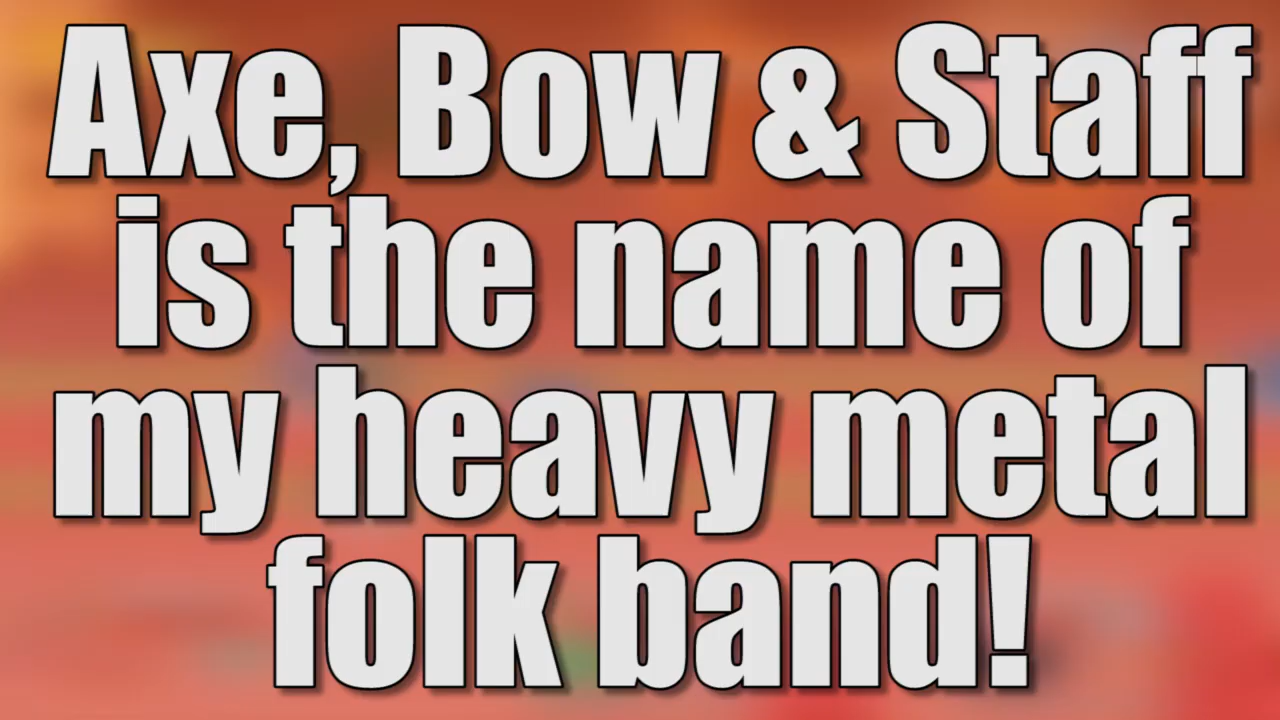 Axe, Bow & Staff
is the name of
my heavy metal
folk band!